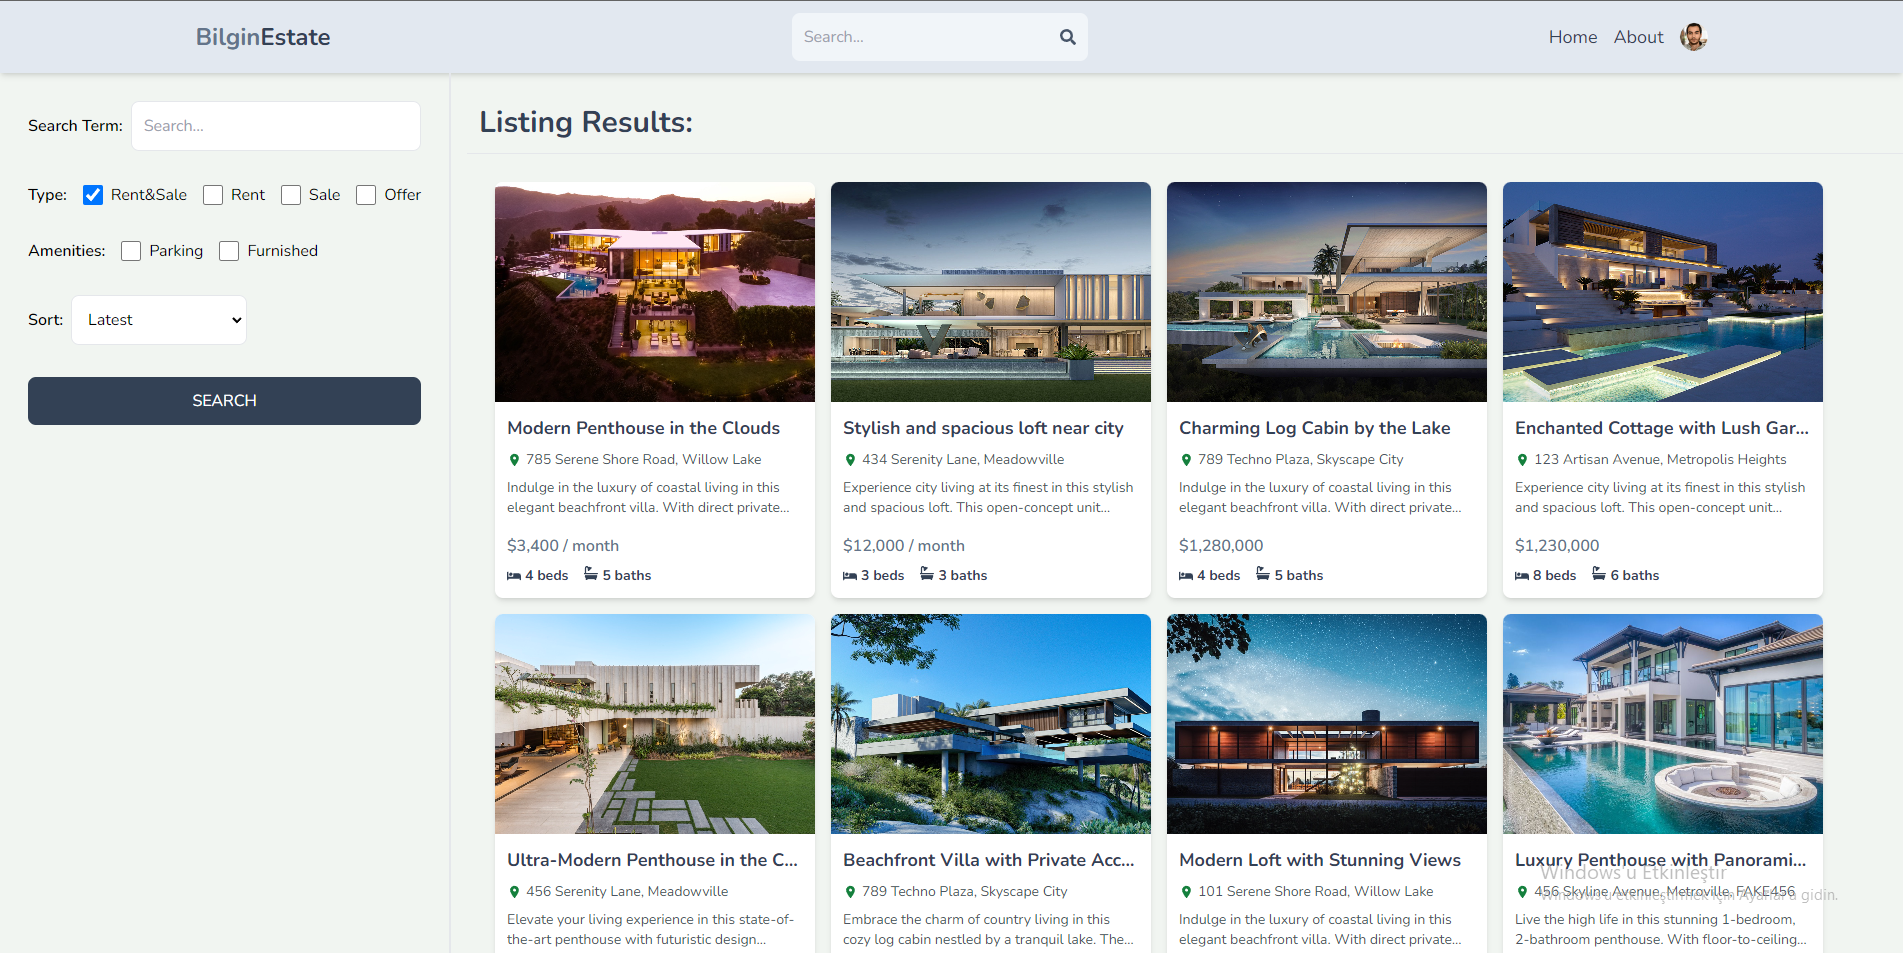 BilginEstate
Search...
Home About
Search Term: Search...
Type: Rent&Sale Rent Sale Offer
Amenities: Parking Furnished
Sort: Latest
SEARCH
Listing Results:
Modern Penthouse in the Clouds
785 Serene Shore Road, Willow Lake
Indulge in the luxury of coastal living in this
elegant beachfront villa. With direct private...
$3,400 / month
4 beds 5 baths
Stylish and spacious loft near city
434 Serenity Lane, Meadowville
Experience city living at its finest in this stylish
and spacious loft. This open-concept unit...
$12,000 / month
3 beds 3 baths
Charming Log Cabin by the Lake
789 Techno Plaza, Skyscape City
Indulge in the luxury of coastal living in this
elegant beachfront villa. With direct private...
$1,280,000
4 beds 5 baths
Enchanted Cottage with Lush Gar...
123 Artisan Avenue, Metropolis Heights
Experience city living at its finest in this stylish
and spacious loft. This open-concept unit...
$1,230,000
8 beds 6 baths
Ultra-Modern Penthouse in the C...
456 Serenity Lane, Meadowville
Elevate your living experience in this state-of-
the-art penthouse with futuristic design...
Beachfront Villa with Private Acc...
789 Techno Plaza, Skyscape City
Embrace the charm of country living in this
cozy log cabin nestled by a tranquil lake. The...
Modern Loft with Stunning Views
101 Serene Shore Road, Willow Lake
Indulge in the luxury of coastal living in this
elegant beachfront villa. With direct private...
Luxury Penthouse with Panorami...
456 Skyline Avenue, Metroville, FAKE456
Live the high life in this stunning 1-bedroom,
2-bathroom penthouse. With floor-to-ceiling...
Windows'u Etkinleştir
Windows'u etkinleştirmek için Ayarlar'a gidin.